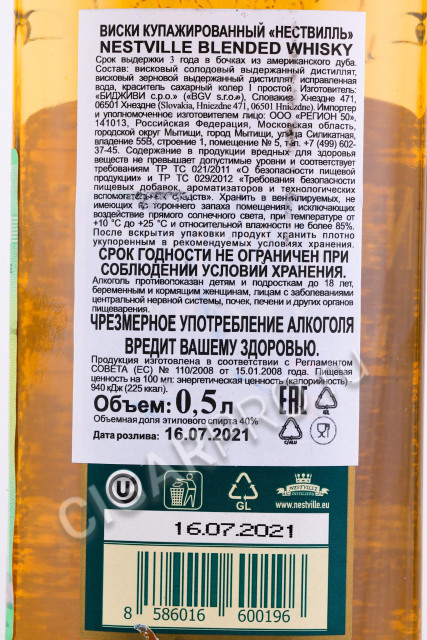 ВИСКИ КУПАЖИРОВАННЫЙ «НЕСТВИЛЛЬ»
NESTVILLE BLENDED WHISKY
Срок выдержки 3 года в бочках из американского дуба.
Состав: висковый солодовый выдержанный дистиллят,
висковый зерновой выдержанный дистиллят, исправленная
вода, краситель сахарный колер I простой Изготовитель:
«БИДЖИВИ с.р.о.» («BGV s.r.o.»), Словакия Хнездне 471,
06501 Хнездне (Slovakia, Hniezdne 471, 06501 Hniezdne). Импортер
и уполномоченное изготовителем лицо: ООО «РЕГИОН 50»,
141013, Российская Федерация, Московская область,
городской округ Мытищи, город Мытищи, улица Силикатная,
владение 55В, строение 1, помещение № 5, т.+7 (499) 602-
37-45. Содержание в продукции вредных для здоровья
веществ не превышает допустимые уровни и соответствует
требованиям ТР ТС 021/2011 «О безопасности пищевой
продукции» и ТР ТС 029/2012 «Требования безопасности
пищевых добавок, ароматизаторов и технологических
средств». Хранить в вентилируемых, не
имеющих запаха помещениях, исключающих
воздействие прямого солнечного света, при температуре от
+10 °С до +25 °С и относительной влажности не более 85%.
После вскрытия упаковки продукт хранить плотно
укупоренным в рекомендуемых условиях хранения.
СРОК ГОДНОСТИ НЕ ОГРАНИЧЕН ПРИ
СОБЛЮДЕНИИ УСЛОВИЙ ХРАНЕНИЯ.
Алкоголь противопоказан детям и подросткам до 18 лет,
беременным и кормящим женщинам, лицам с заболеваниями
центральной нервной системы, почек, печени и других органов
пищеварения.
ЧРЕЗМЕРНОЕ УПОТРЕБЛЕНИЕ АЛКОГОЛЯ
ВРЕДИТ ВАШЕМУ ЗДОРОВЬЮ.
Продукция изготовлена в соответствии с Регламентом
СОВЕТА (ЕС) № 110/2008 от 15.01.2008 года. Пищевая
ценность на 100 мл: энергетическая ценность (калорийность)
940 кДж (225 ккал).
Объем: 0,5 л
EAC
GL
Объемная доля этилового спирта 40%
Дата розлива: 16.07.2021
C/ALU
U
GL
NESTVILLE
www.nestville.eu
16.07.2021
8 586016 600196